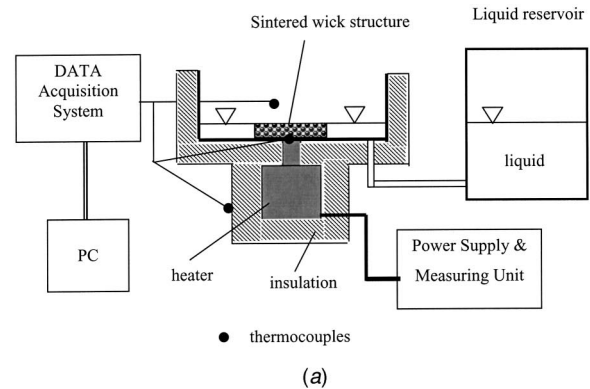 Sintered wick structure
Liquid reservoir
DATA
Acquisition
System
liquid
PC
heater
insulation
Power Supply &
Measuring Unit
thermocouples
(a)